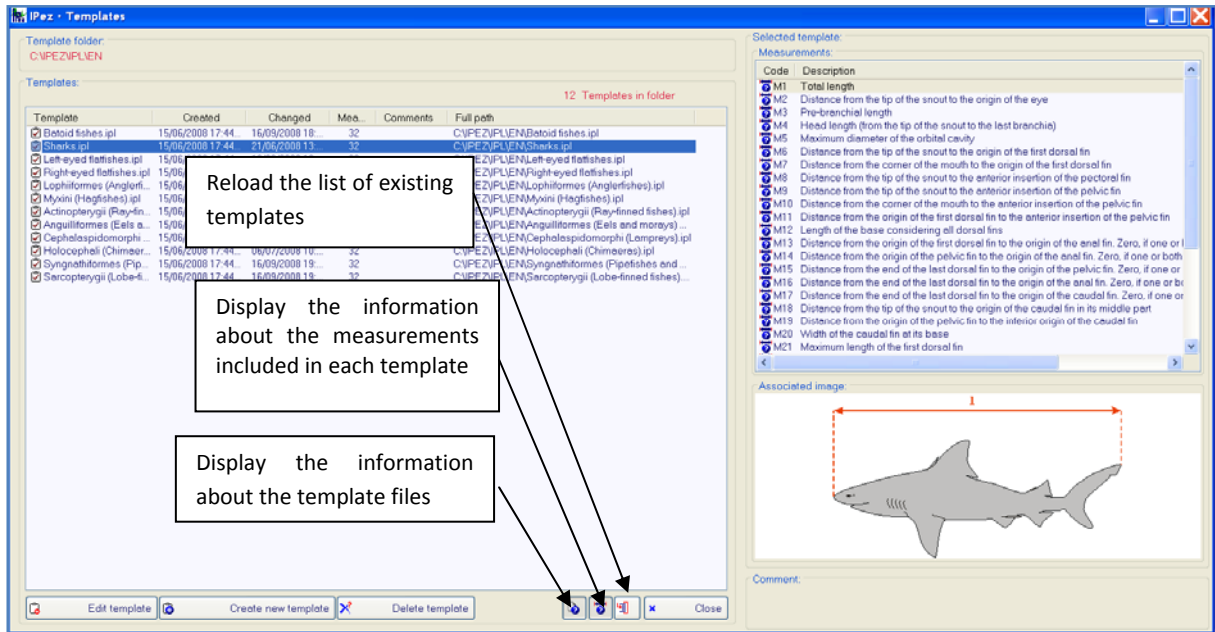 IPez - Templates
Template folder:
C:\IPEZ\IPL\EN
Templates:
12 Templates in folder
Template Created Changed Mea... Comments Full path
Batoid fishes.ipl 15/06/2008 17:44... 16/09/2008 18:... 32 C:\IPEZ\IPL\EN\Batoid fishes.ipl
Sharks.ipl 15/06/2008 17:44... 21/06/2008 13:... 32 C:\IPEZ\IPL\EN\Sharks.ipl
Left-eyed flatfishes.ipl 15/06/ EZ\IPL\EN\Left-eyed flatfishes.ipl
Right-eyed flatfishes.ipl 15/06/ EZ\IPL\EN\Right-eyed flatfishes.ipl
Lophiiformes (Anglerfi... 15/06/ EZ\IPL\EN\Lophiiformes (Anglerfishes).ipl
Myxini (Hagfishes).ipl 15/06/ EZ\IPL\EN\Myxini (Hagfishes).ipl
Actinopterygii (Ray-fin... 15/06/ EZ\IPL\EN\Actinopterygii (Ray-finned fishes).ipl
Anguilliformes (Eels a... 15/06/ EZ\IPL\EN\Anguilliformes (Eels and morays) ...
Cephalaspidomorphi ... 15/06/ EZ\IPL\EN\Cephalaspidomorphi (Lampreys).ipl
Holocephali (Chimaer... 15/06/2008 17:44... 06/07/2008 10:... 32 C:\IPEZ\IPL\EN\Holocephali (Chimaeras).ipl
Syngnathiformes (Pip... 15/06/2008 17:44... 16/09/2008 19:... 32 C:\IPEZ\IPL\EN\Syngnathiformes (Pipefishes and ...
Sarcopterygii (Lobe-fi... 15/06/2008 17:44... 16/09/2008 19:... 32 C:\IPEZ\IPL\EN\Sarcopterygii (Lobe-finned fishes)....
Reload the list of existing
templates
Display the information
about the measurements
included in each template
Display the information
about the template files
Edit template Create new template Delete template Close
Selected template:
Measurements:
Code Description
M1 Total length
M2 Distance from the tip of the snout to the origin of the eye
M3 Pre-branchial length
M4 Head length (from the tip of the snout to the last branchia)
M5 Maximum diameter of the orbital cavity
M6 Distance from the tip of the snout to the origin of the first dorsal fin
M7 Distance from the corner of the mouth to the origin of the first dorsal fin
M8 Distance from the tip of the snout to the anterior insertion of the pectoral fin
M9 Distance from the tip of the snout to the anterior insertion of the pelvic fin
M10 Distance from the corner of the mouth to the anterior insertion of the pelvic fin
M11 Distance from the origin of the first dorsal fin to the anterior insertion of the pelvic fin
M12 Length of the base considering all dorsal fins
M13 Distance from the origin of the first dorsal fin to the origin of the anal fin. Zero, if one or
M14 Distance from the origin of the pelvic fin to the origin of the anal fin. Zero, if one or both
M15 Distance from the end of the last dorsal fin to the origin of the pelvic fin. Zero, if one or
M16 Distance from the end of the last dorsal fin to the origin of the anal fin. Zero, if one or
M17 Distance from the end of the last dorsal fin to the origin of the caudal fin. Zero, if one or
M18 Distance from the tip of the snout to the origin of the caudal fin in its middle part
M19 Distance from the origin of the pelvic fin to the inferior origin of the caudal fin
M20 Width of the caudal fin at its base
M21 Maximum length of the first dorsal fin
Associated image:
1
Comment: